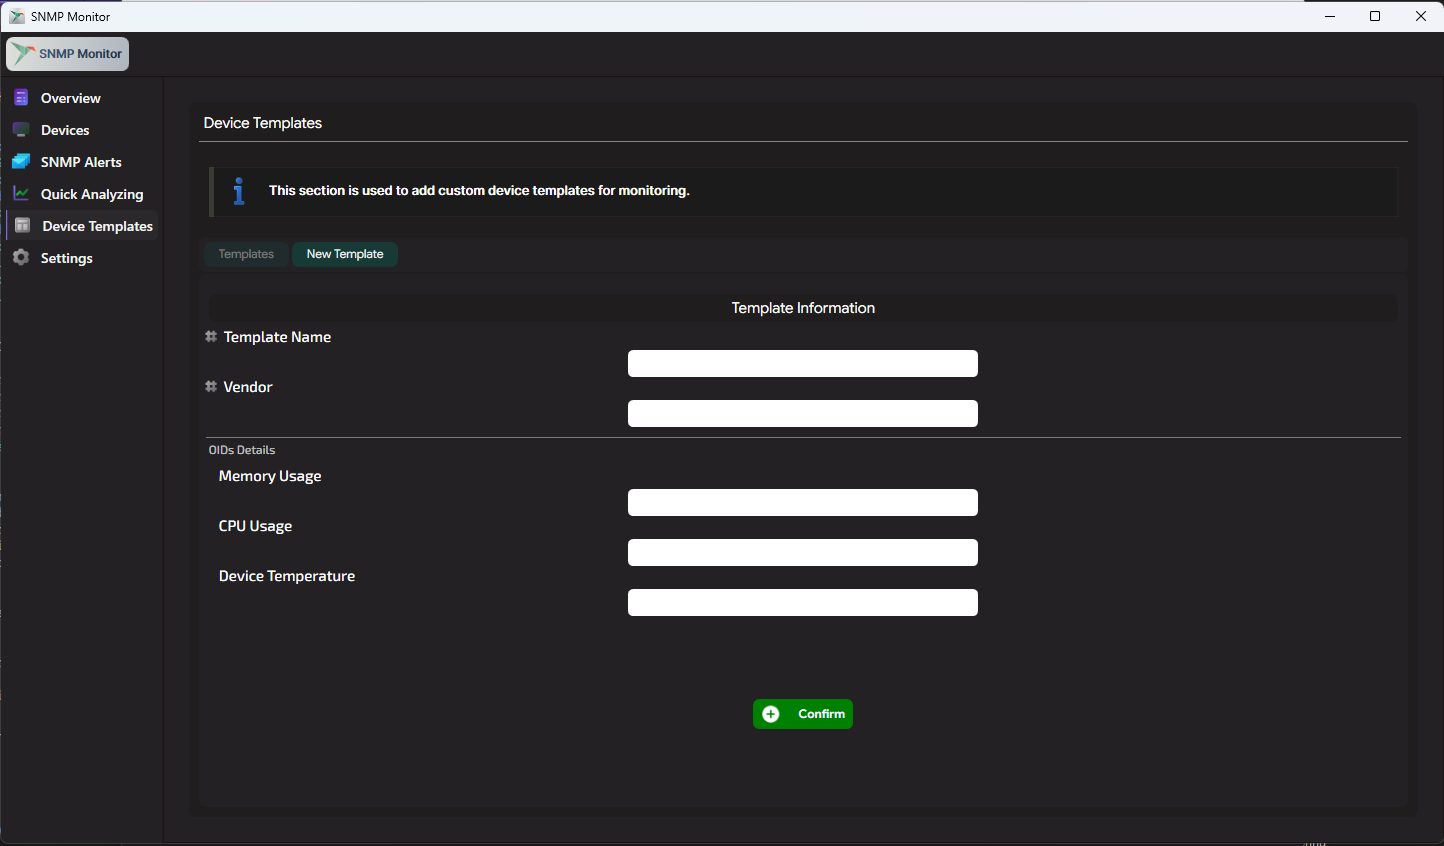 SNMP Monitor
SNMP Monitor
Overview
Devices
SNMP Alerts
Quick Analyzing
Device Templates
Settings
Device Templates
This section is used to add custom device templates for monitoring.
Templates
New Template
Template Information
# Template Name
# Vendor
OIDs Details
Memory Usage
CPU Usage
Device Temperature
Confirm